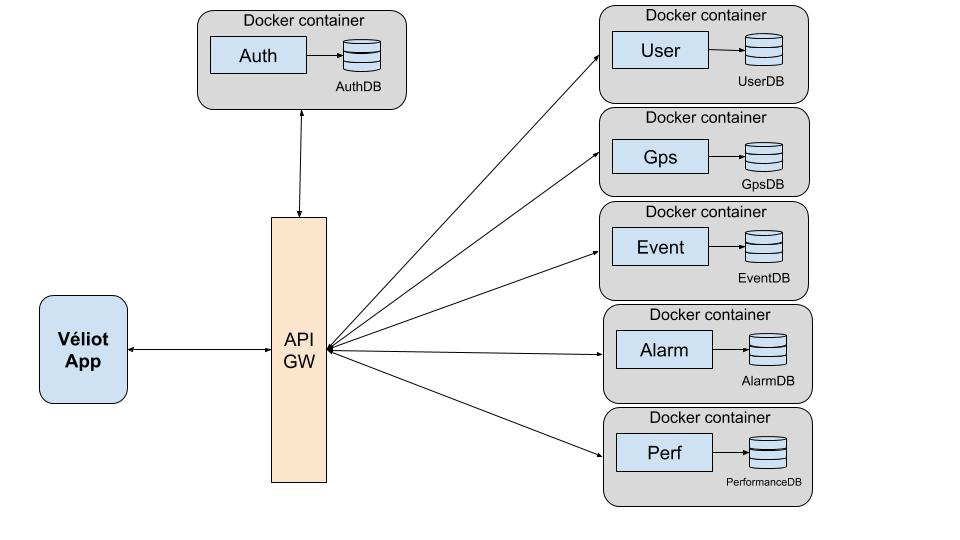 Docker container
Auth
AuthDB
Docker container
User
UserDB
Docker container
Gps
GpsDB
Docker container
Event
EventDB
Véliot
App
API
GW
Docker container
Alarm
AlarmDB
Docker container
Perf
PerformanceDB